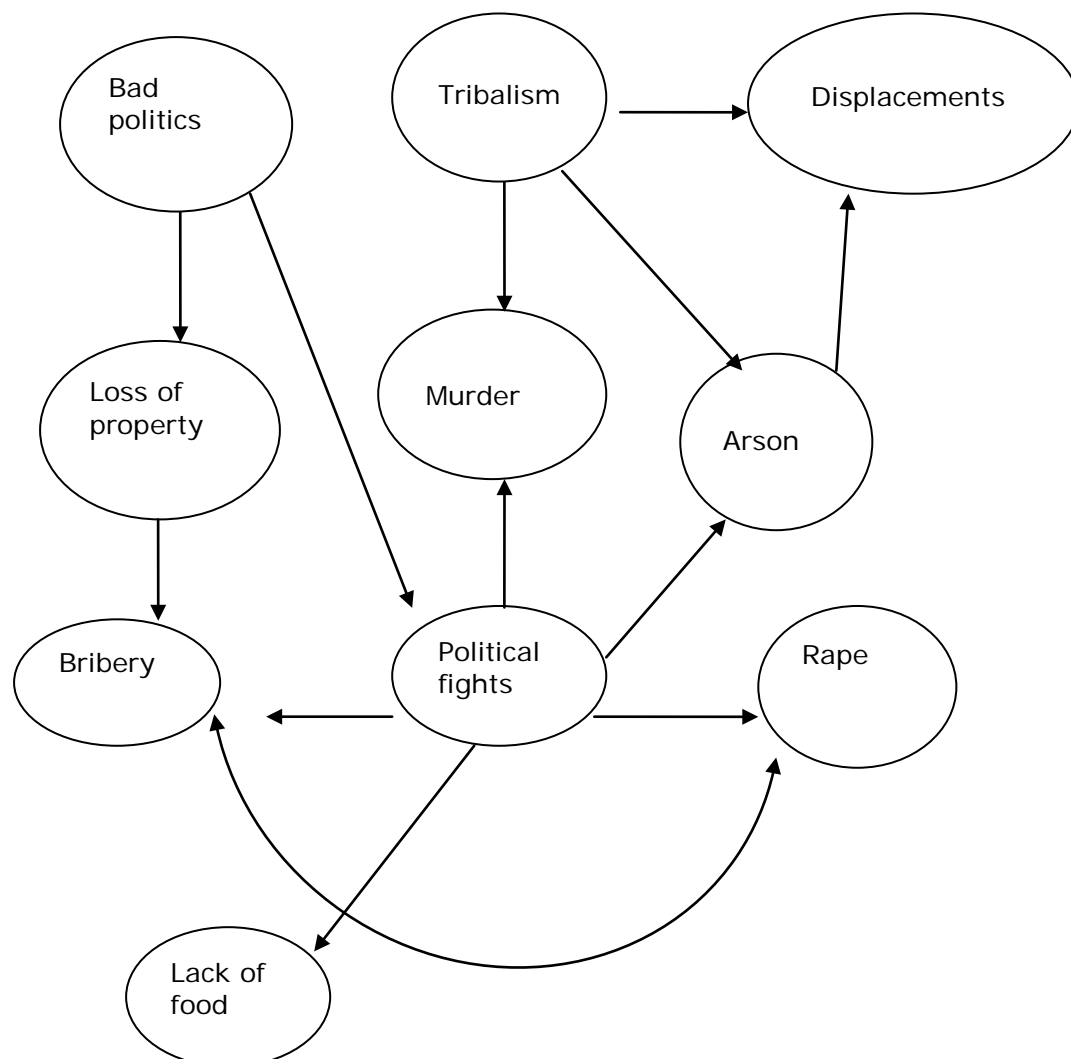 Bad
politics
Tribalism
Displacements
Loss of
property
Murder
Arson
Bribery
Political
fights
Rape
Lack of
food